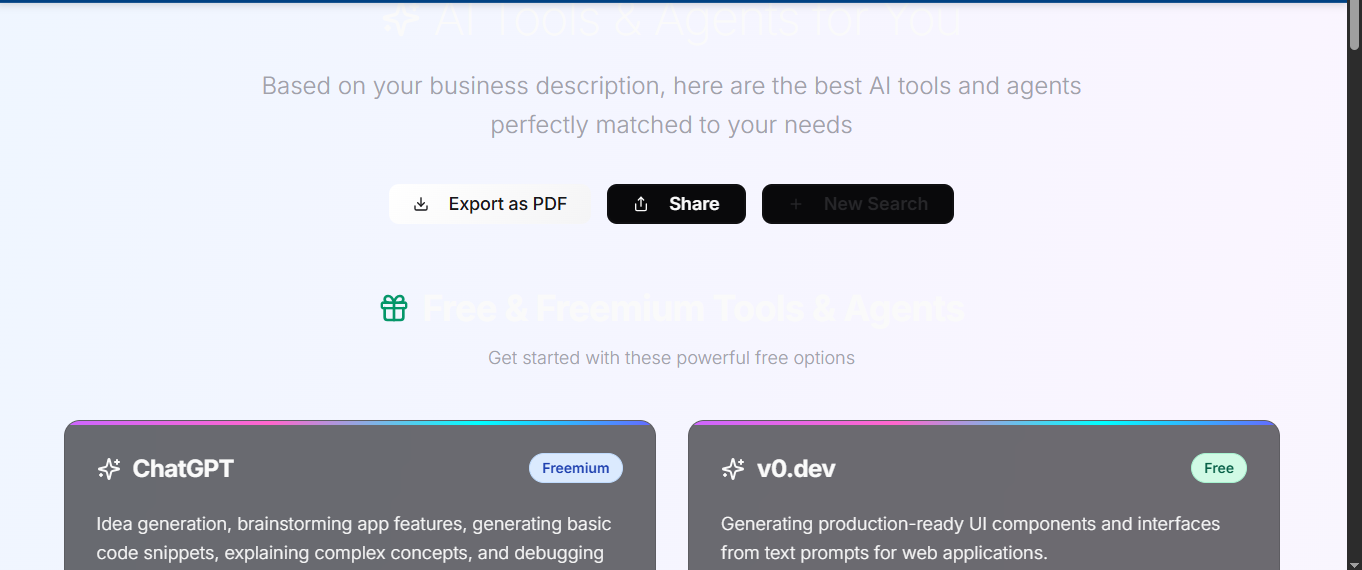 AI Tools & Agents for You
Based on your business description, here are the best AI tools and agents
perfectly matched to your needs
Export as PDF
Share
New Search
Free & Freemium Tools & Agents
Get started with these powerful free options
ChatGPT
Freemium
Idea generation, brainstorming app features, generating basic
code snippets, explaining complex concepts, and debugging
v0.dev
Free
Generating production-ready UI components and interfaces
from text prompts for web applications.